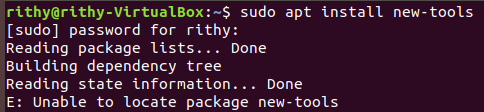 rithy@rithy-VirtualBox:~$ sudo apt install new-tools
[sudo] password for rithy:
Reading package lists... Done
Building dependency tree
Reading state information... Done
E: Unable to locate package new-tools